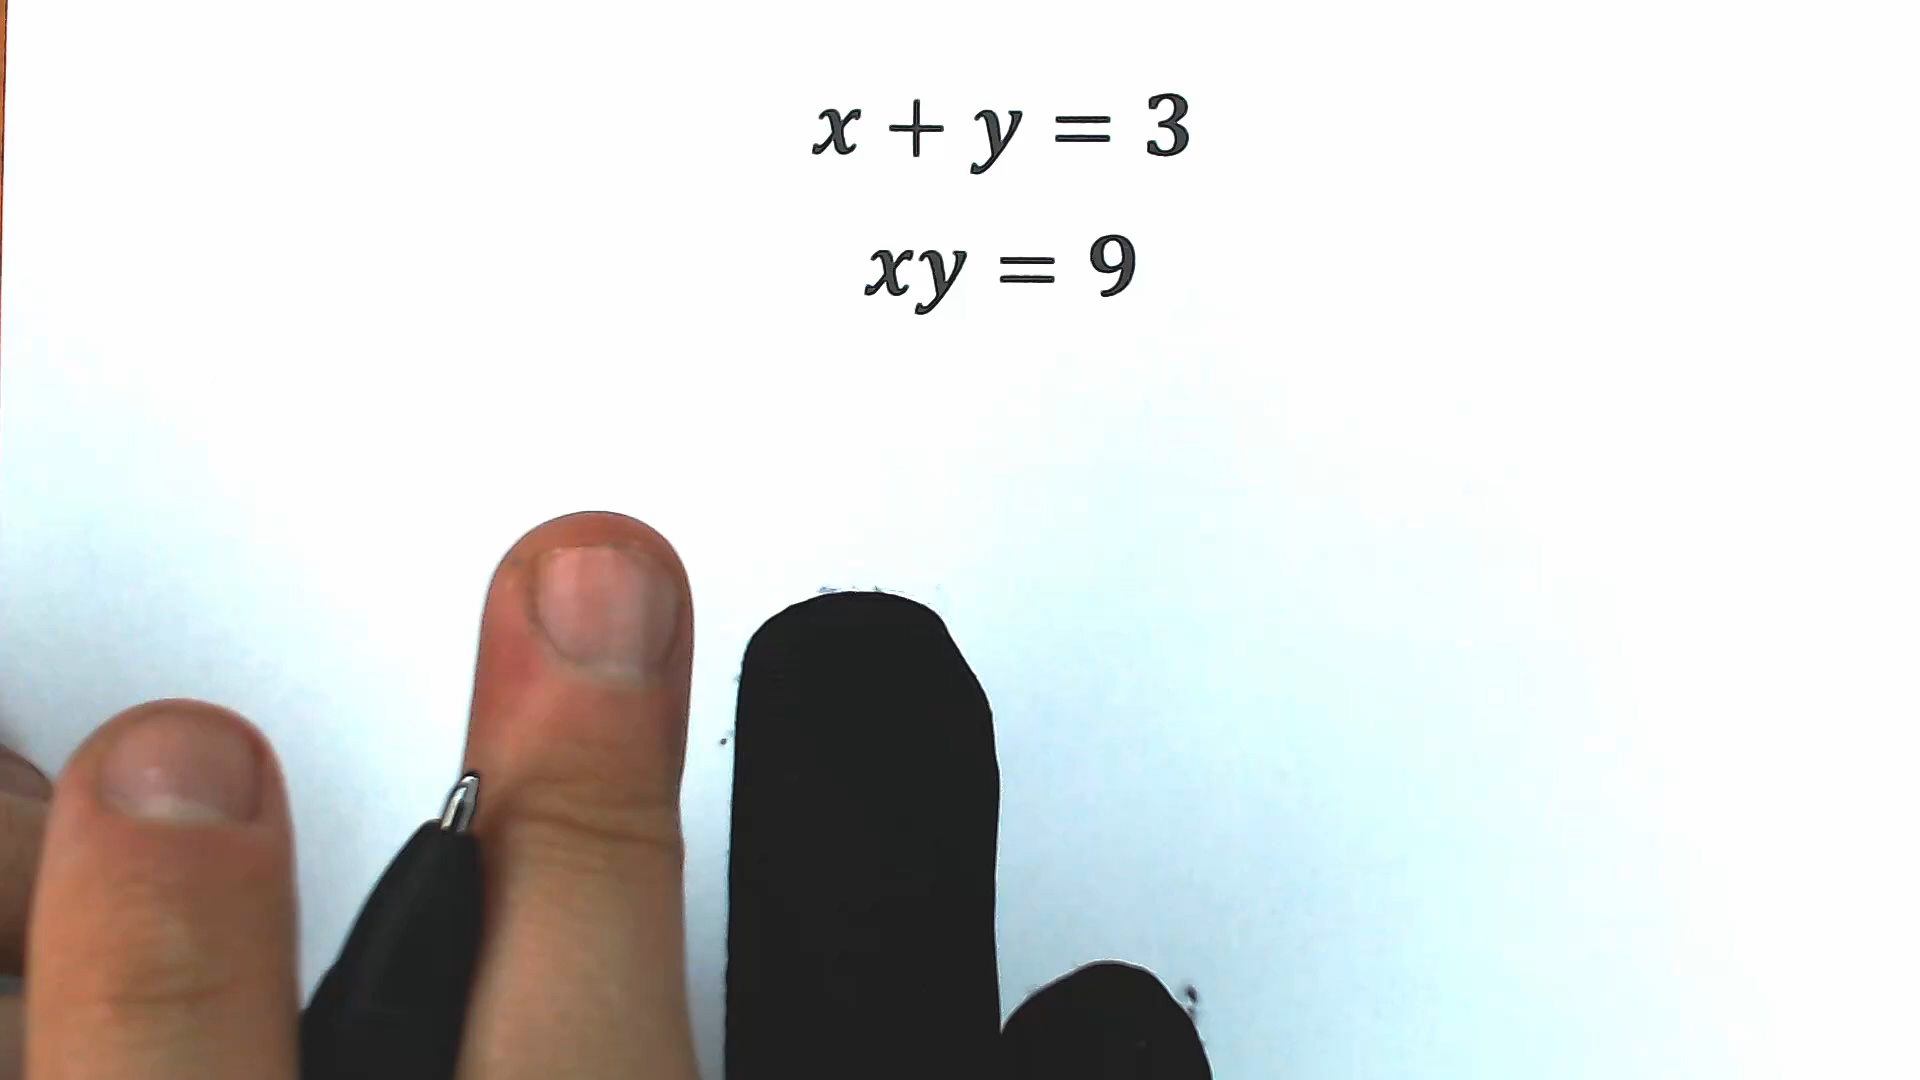 x + y = 3
xy = 9